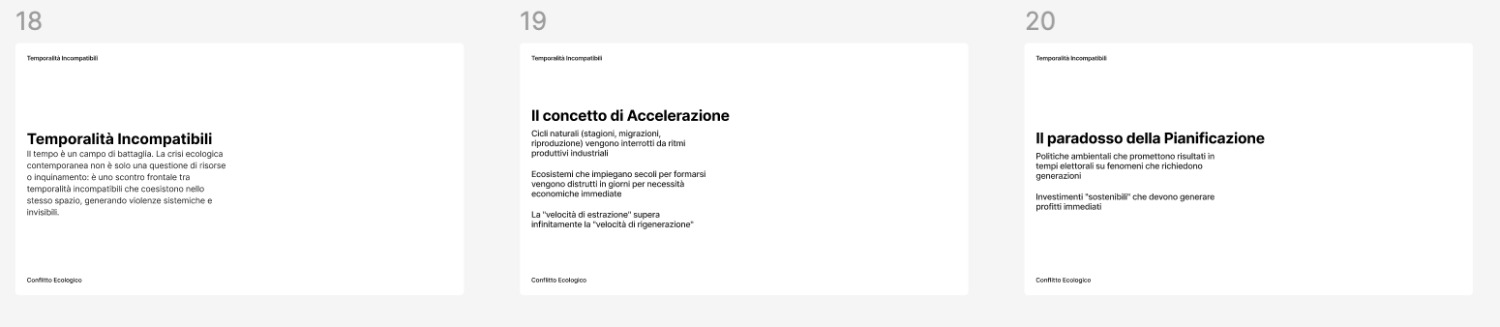 18
Temporalità Incompatibili
Temporalità Incompatibili
Il tempo è un campo di battaglia. La crisi ecologica
contemporanea non è solo una questione di risorse
o inquinamento: è uno scontro frontale tra
temporalità incompatibili che coesistono nello
stesso spazio, generando violenze sistemiche e
invisibili.
Conflitto Ecologico
19
Temporalità Incompatibili
Il concetto di Accelerazione
Cicli naturali (stagioni, migrazioni,
riproduzione) vengono interrotti da ritmi
produttivi industriali
Ecosistemi che impiegano secoli per formarsi
vengono distrutti in giorni per necessità
economiche immediate
La "velocità di estrazione" supera
infinitamente la "velocità di rigenerazione"
Conflitto Ecologico
20
Temporalità Incompatibili
Il paradosso della Pianificazione
Politiche ambientali che promettono risultati in
tempi elettorali su fenomeni che richiedono
generazioni
Investimenti "sostenibili" che devono generare
profitti immediati
Conflitto Ecologico